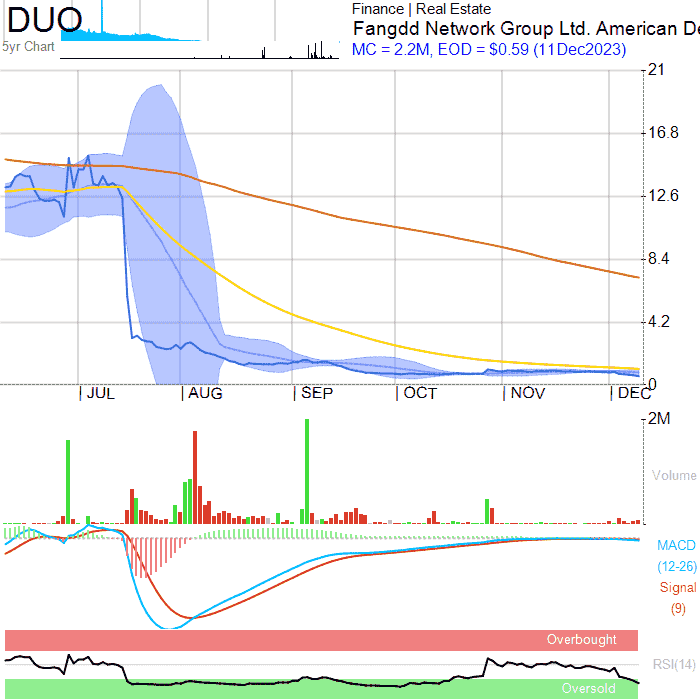 DUO
5yr Chart
Finance | Real Estate
Fangdd Network Group Ltd. American De
MC = 2.2M, EOD = $0.59 (11Dec2023)
21
16.8
12.6
8.4
4.2
0
JUL
AUG
SEP
OCT
NOV
DEC
2M
Volume
MACD
(12-26)
Signal
(9)
Overbought
RSI(14)
Oversold